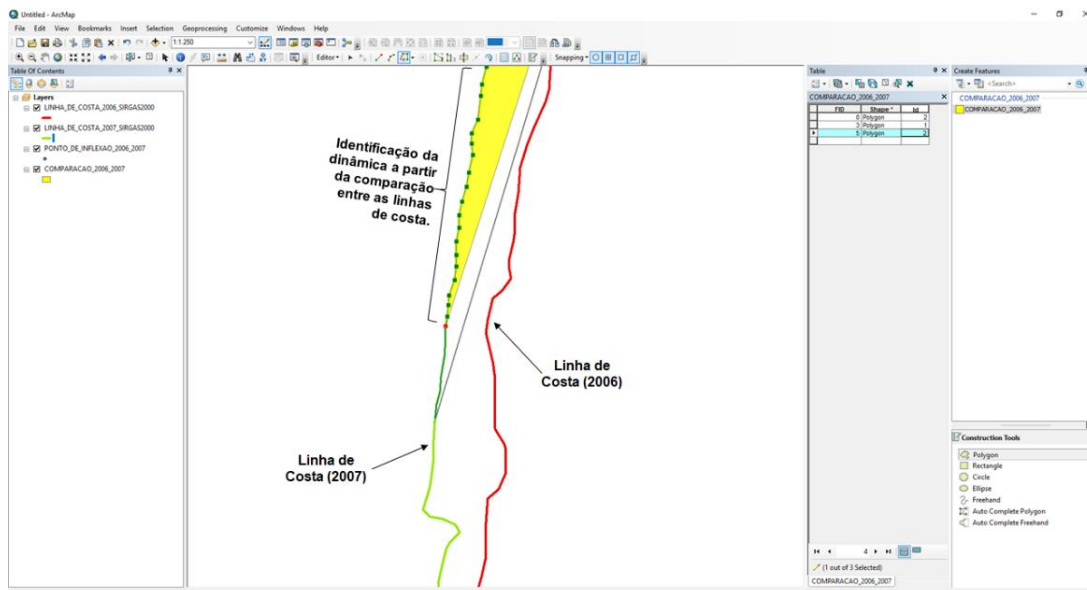 Untitled - ArcMap
File Edit View Bookmarks Insert Selection Geoprocessing Customize Windows Help
1:1.250
Editor
Snapping
Table Of Contents
Layers
LINHA_DE_COSTA_2006_SIRGAS2000
LINHA_DE_COSTA_2007_SIRGAS2000
PONTO_DE_INFLEXAO_2006_2007
COMPARACAO_2006_2007
Identificação da
dinâmica a partir
da comparação
entre as linhas
de costa.
Linha de
Costa (2006)
Linha de
Costa (2007)
Table
COMPARACAO_2006_2007
FID Shape * Id
0 Polygon 2
3 Polygon 1
5 Polygon 2
4
(1 out of 3 Selected)
COMPARACAO_2006_2007
Create Features
<Search>
COMPARACAO_2006_2007
COMPARACAO_2006_2007
Construction Tools
Polygon
Rectangle
Circle
Ellipse
Freehand
Auto Complete Polygon
Auto Complete Freehand